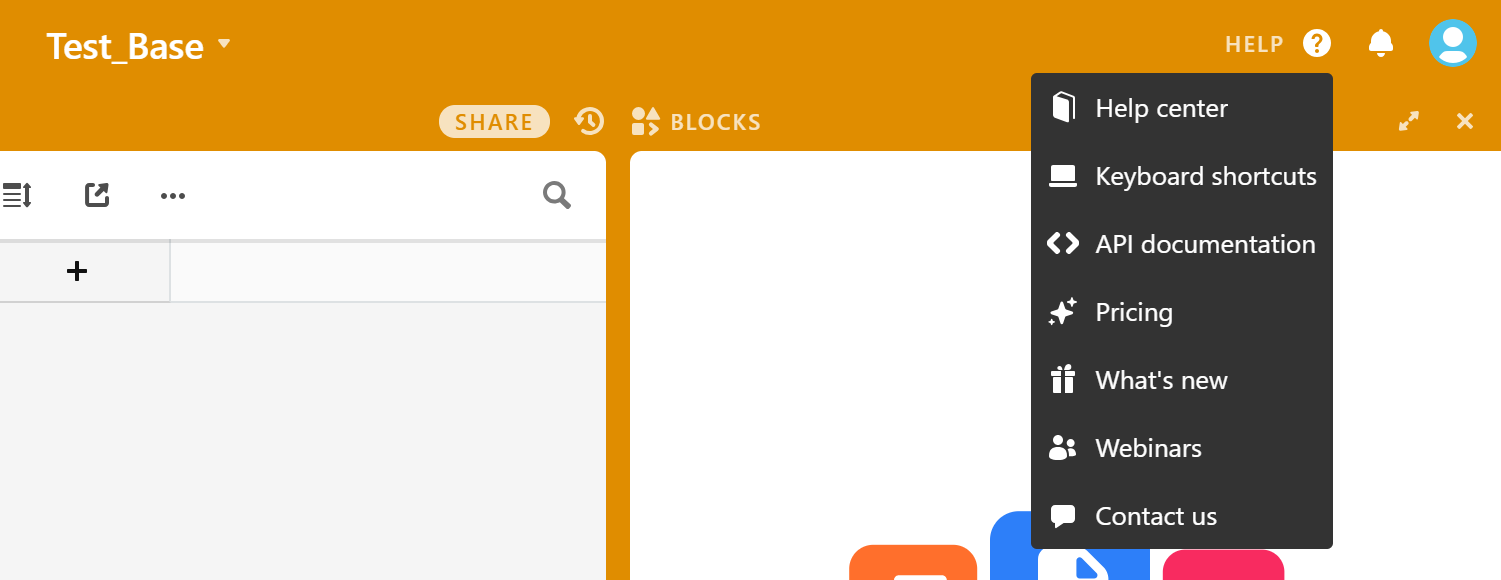 Test_Base
HELP
SHARE
BLOCKS
Help center
Keyboard shortcuts
API documentation
Pricing
What's new
Webinars
Contact us